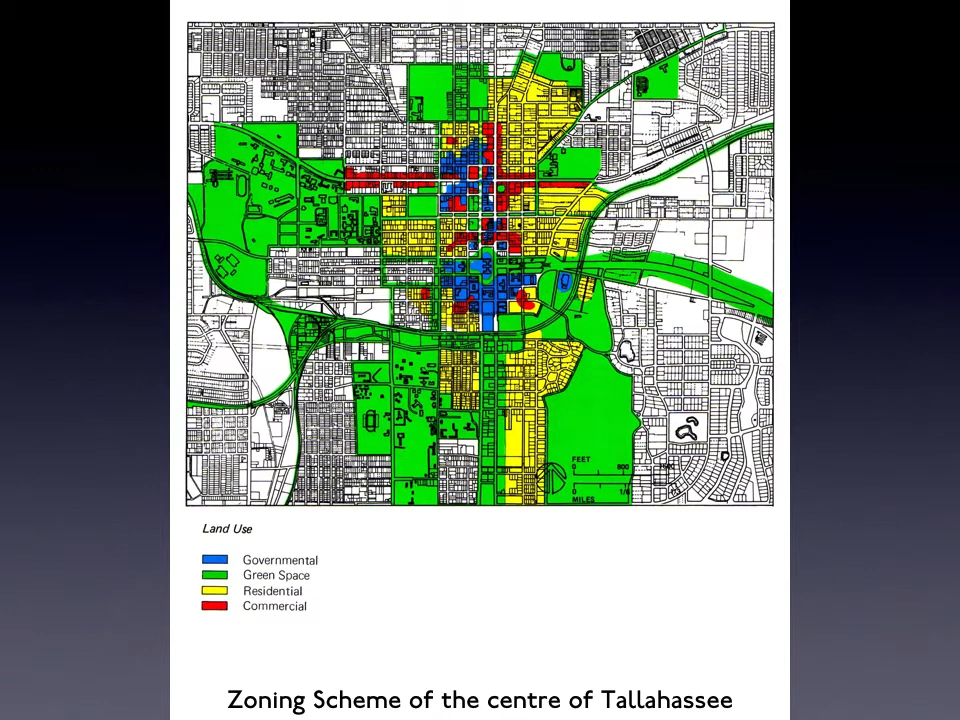 FEET
0 800
0 1/8
MILES
Land Use
Governmental
Green Space
Residential
Commercial
Zoning Scheme of the centre of Tallahassee